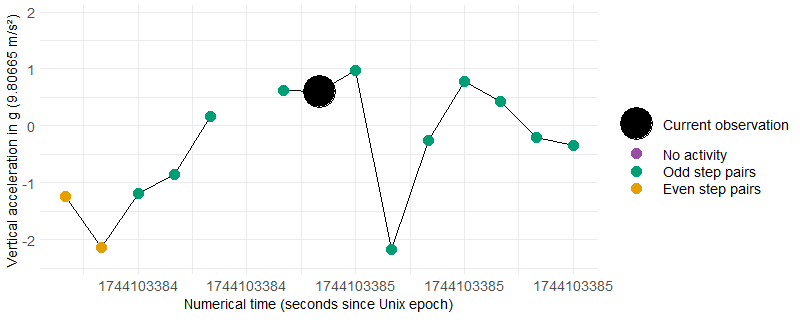 Vertical acceleration in g (9.80665 m/s²)
2
1
0
-1
-2
1744103384
1744103384
1744103385
1744103385
1744103385
Numerical time (seconds since Unix epoch)
Current observation
No activity
Odd step pairs
Even step pairs